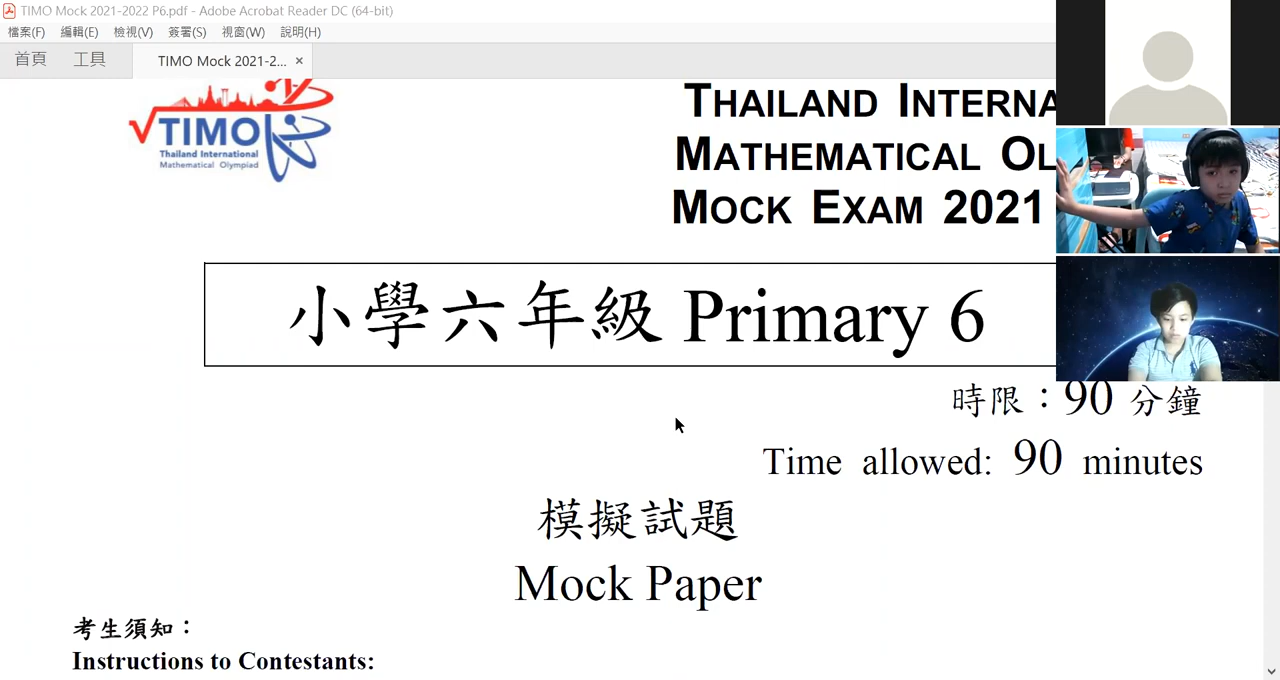 TIMO Mock 2021-2022 P6.pdf - Adobe Acrobat Reader DC (64-bit)
檔案(F) 編輯(E) 檢視(V) 簽署(S) 視窗(W) 說明(H)
首頁 工具 TIMO Mock 2021-2... ×
√TIMO
Thailand International
Mathematical Olympiad
THAILAND INTERNA
MATHEMATICAL OL
MOCK EXAM 2021
小學六年級 Primary 6
時限：90 分鐘
Time allowed: 90 minutes
模擬試題
Mock Paper
考生須知：
Instructions to Contestants: